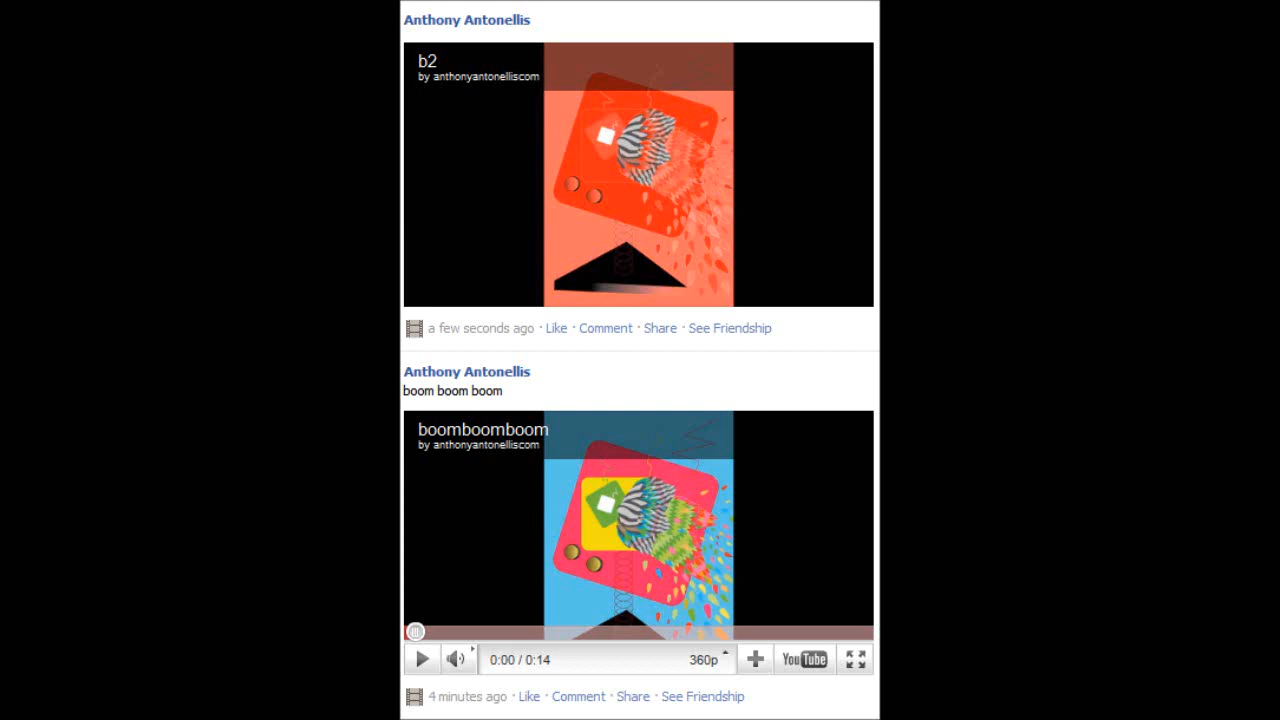 Anthony Antonellis
b2
by anthonyantonelliscom
a few seconds ago · Like · Comment · Share · See Friendship
Anthony Antonellis
boom boom boom
boomboomboom
by anthonyantonelliscom
0:00 / 0:14 360p YouTube
4 minutes ago · Like · Comment · Share · See Friendship